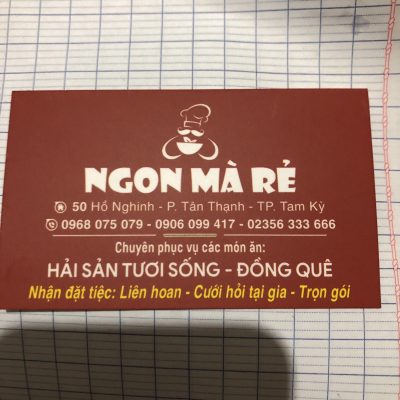 NGON MÀ RẺ
50 Hồ Nghinh - P. Tân Thạnh - TP. Tam Kỳ
0968 075 079 - 0906 099 417 - 02356 333 666
Chuyên phục vụ các món ăn:
HẢI SẢN TƯƠI SỐNG - ĐỒNG QUÊ
Nhận đặt tiệc: Liên hoan - Cưới hỏi tại gia - Trọn gói